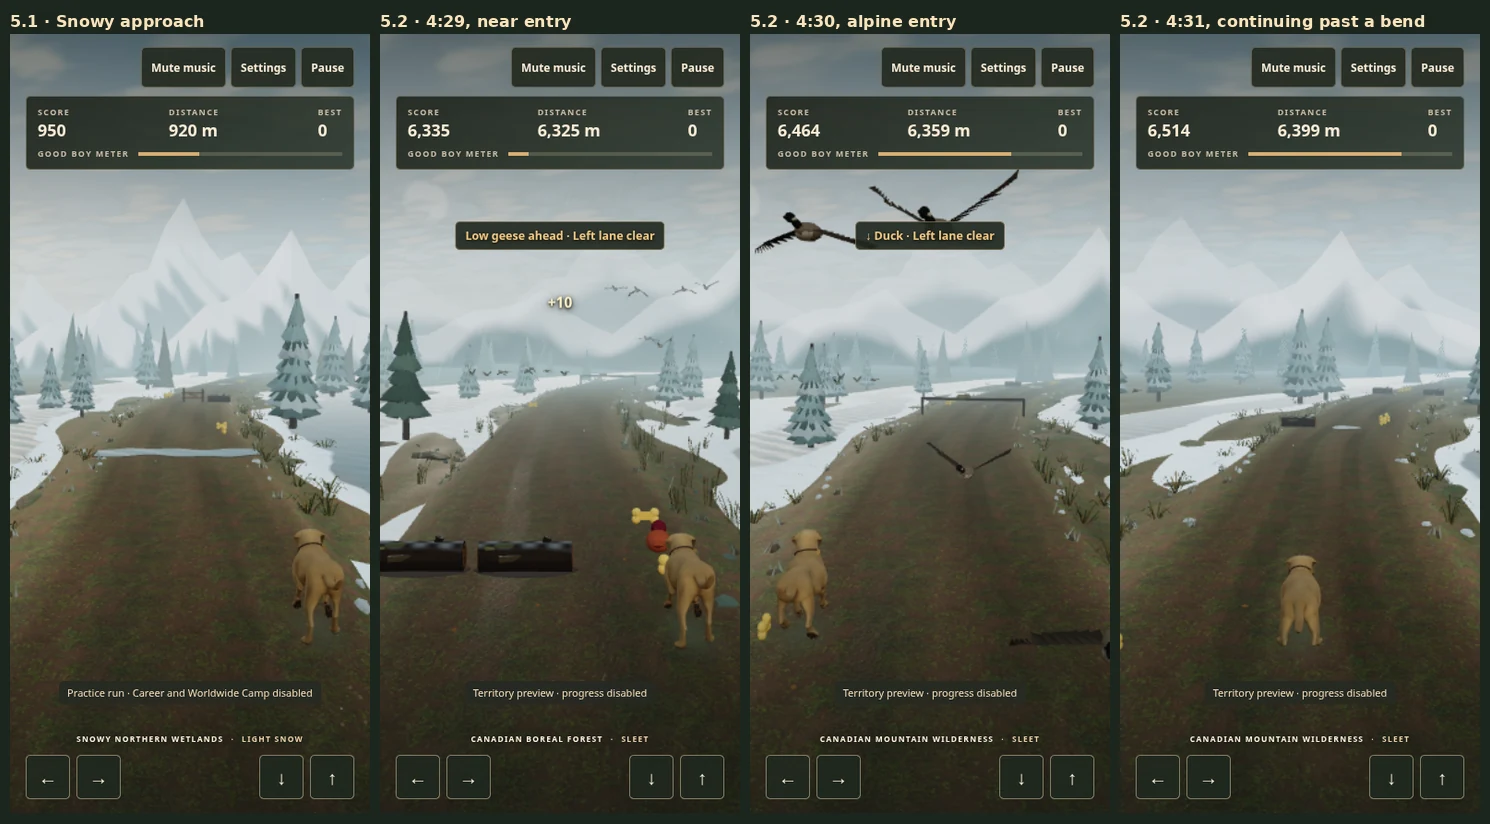 5.1 · Snowy approach
Mute music
Settings
Pause
SCORE
DISTANCE
BEST
950
920 m
0
GOOD BOY METER
Practice run · Career and Worldwide Camp disabled
SNOWY NORTHERN WETLANDS · LIGHT SNOW
← → ↓ ↑
5.2 · 4:29, near entry
Mute music
Settings
Pause
SCORE
DISTANCE
BEST
6,335
6,325 m
0
GOOD BOY METER
Low geese ahead · Left lane clear
+10
Territory preview · progress disabled
CANADIAN BOREAL FOREST · SLEET
← → ↓ ↑
5.2 · 4:30, alpine entry
Mute music
Settings
Pause
SCORE
DISTANCE
BEST
6,464
6,359 m
0
GOOD BOY METER
↓ Duck · Left lane clear
Territory preview · progress disabled
CANADIAN MOUNTAIN WILDERNESS · SLEET
← → ↓ ↑
5.2 · 4:31, continuing past a bend
Mute music
Settings
Pause
SCORE
DISTANCE
BEST
6,514
6,399 m
0
GOOD BOY METER
Territory preview · progress disabled
CANADIAN MOUNTAIN WILDERNESS · SLEET
← → ↓ ↑